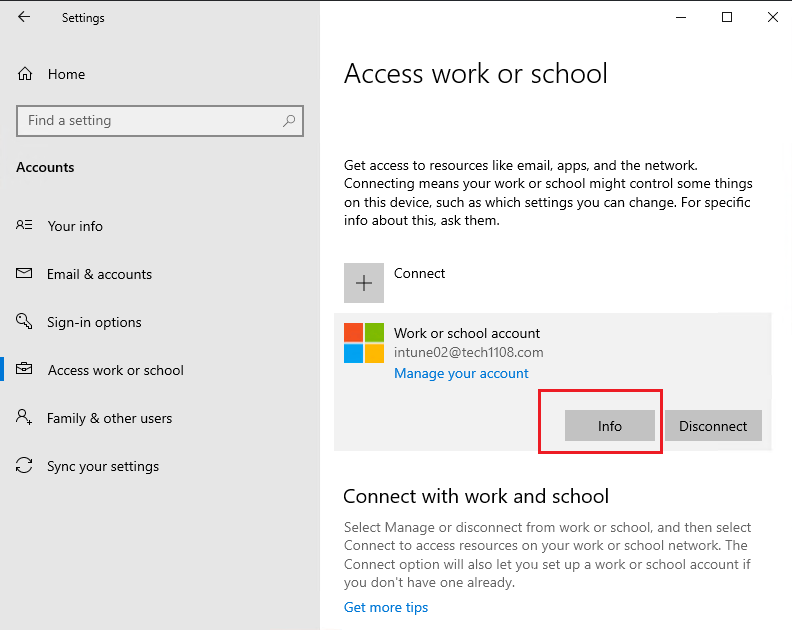 Settings
Home
Find a setting
Accounts
Your info
Email & accounts
Sign-in options
Access work or school
Family & other users
Sync your settings
Access work or school
Get access to resources like email, apps, and the network.
Connecting means your work or school might control some things
on this device, such as which settings you can change. For specific
info about this, ask them.
Connect
Work or school account
intune02@tech1108.com
Manage your account
Info
Disconnect
Connect with work and school
Select Manage or disconnect from work or school, and then select
Connect to access resources on your work or school network. The
Connect option will also let you set up a work or school account if
you don't have one already.
Get more tips